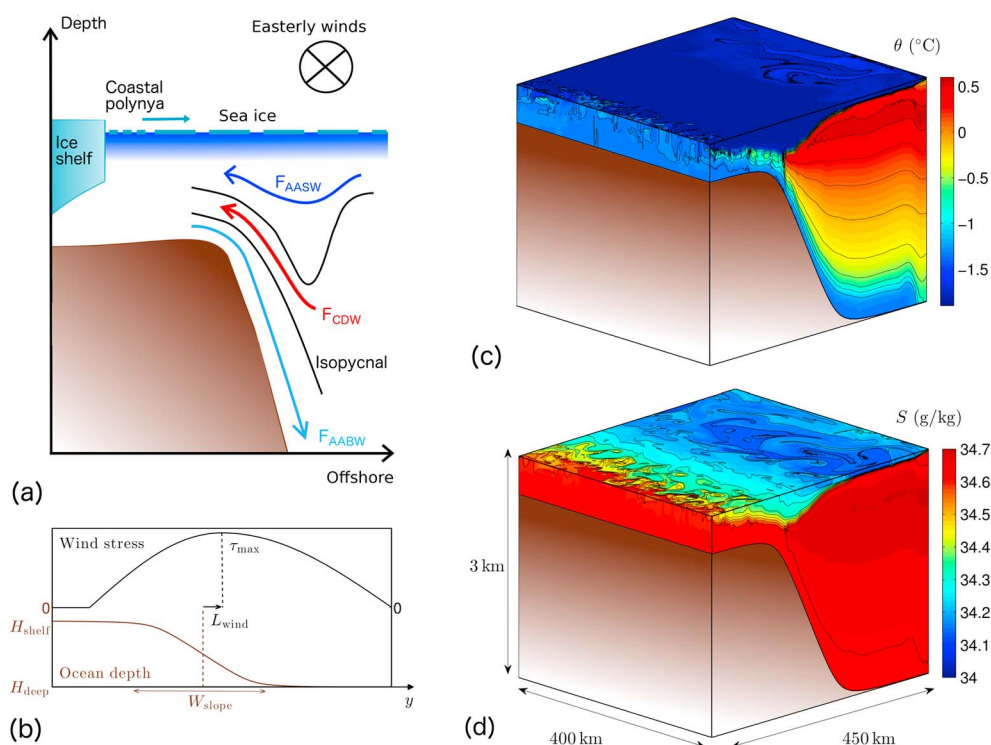 Depth
Easterly winds
Coastal
polynya
Sea ice
Ice
shelf
F_AASW
F_CDW
Isopycnal
F_AABW
Offshore
(a)
Wind stress
τ_max
0
0
L_wind
H_shelf
Ocean depth
H_deep
W_slope
y
(b)
θ (°C)
0.5
0
−0.5
−1
−1.5
(c)
S (g/kg)
34.7
34.6
34.5
34.4
34.3
34.2
34.1
34
3 km
400 km
450 km
(d)